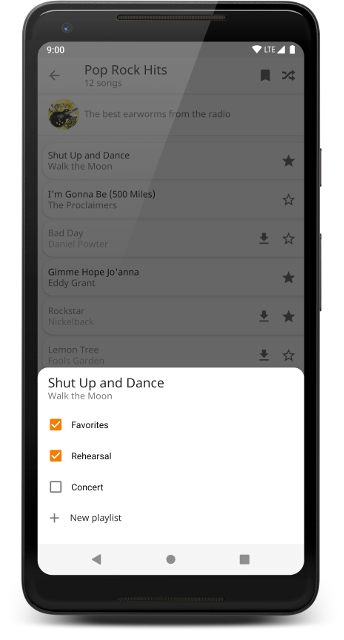 9:00
LTE
Pop Rock Hits
12 songs
The best earworms from the radio
Shut Up and Dance
Walk the Moon
I'm Gonna Be (500 Miles)
The Proclaimers
Bad Day
Daniel Powter
Gimme Hope Jo'anna
Eddy Grant
Rockstar
Nickelback
Lemon Tree
Fools Garden
Shut Up and Dance
Walk the Moon
Favorites
Rehearsal
Concert
New playlist